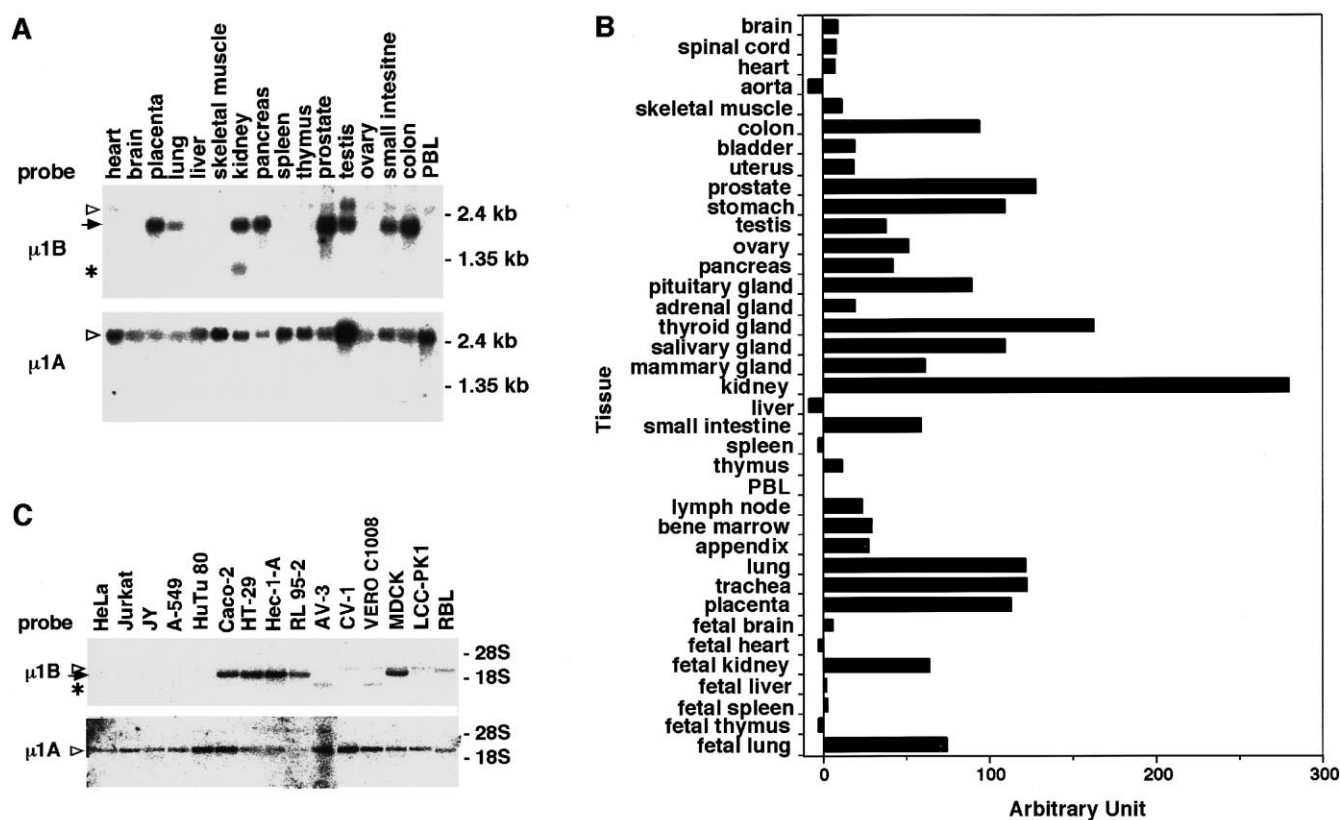 A
heart
brain
placenta
lung
liver
skeletal muscle
kidney
pancreas
spleen
thymus
prostate
testis
ovary
small intesitne
colon
PBL
probe
μ1B
*
- 2.4 kb
- 1.35 kb
μ1A
- 2.4 kb
- 1.35 kb
B
Tissue
brain
spinal cord
heart
aorta
skeletal muscle
colon
bladder
uterus
prostate
stomach
testis
ovary
pancreas
pituitary gland
adrenal gland
thyroid gland
salivary gland
mammary gland
kidney
liver
small intestine
spleen
thymus
PBL
lymph node
bene marrow
appendix
lung
trachea
placenta
fetal brain
fetal heart
fetal kidney
fetal liver
fetal spleen
fetal thymus
fetal lung
0 100 200 300
Arbitrary Unit
C
HeLa
Jurkat
JY
A-549
HuTu 80
Caco-2
HT-29
Hec-1-A
RL 95-2
AV-3
CV-1
VERO C1008
MDCK
LCC-PK1
RBL
probe
μ1B
*
- 28S
- 18S
μ1A
- 28S
- 18S